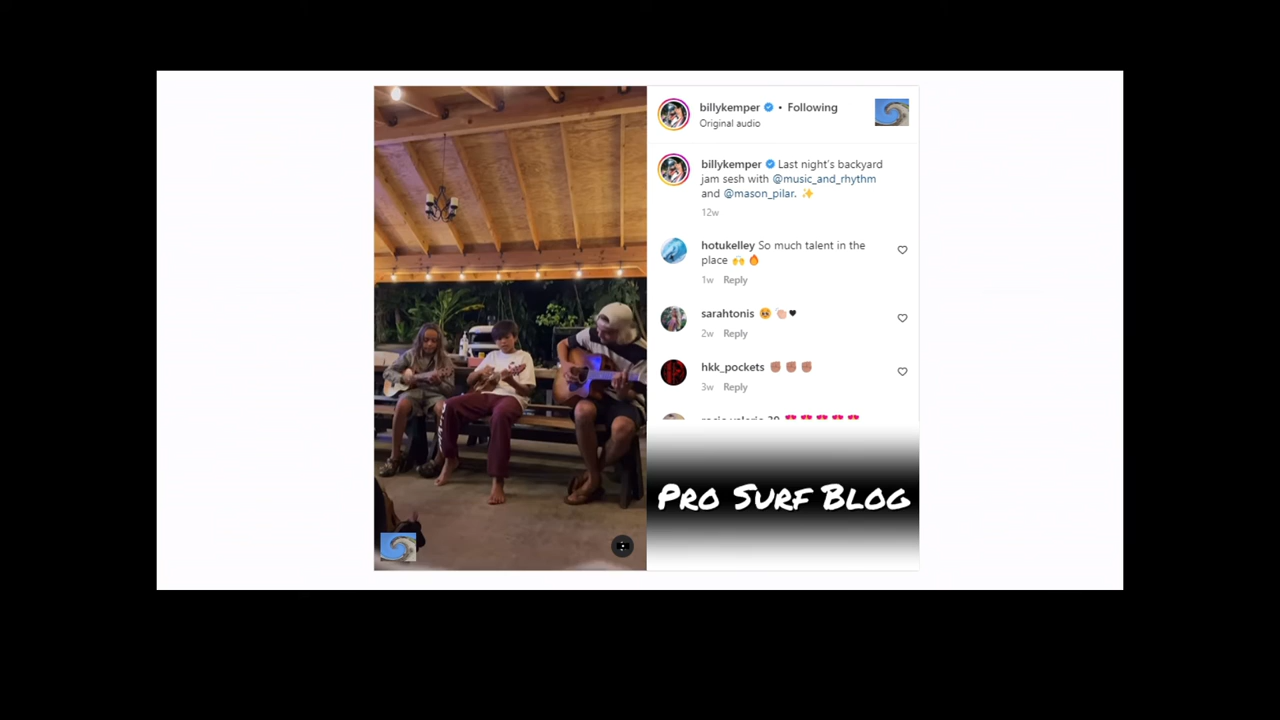 billykemper • Following
Original audio
billykemper Last night's backyard
jam sesh with @music_and_rhythm
and @mason_pilar. ✨
12w
hotukelley So much talent in the
place 🙌 🔥
1w Reply
sarahtonis 🥹 👏🏻 🖤
2w Reply
hkk_pockets ✊🏽 ✊🏽 ✊🏽
3w Reply
PRO SURF BLOG